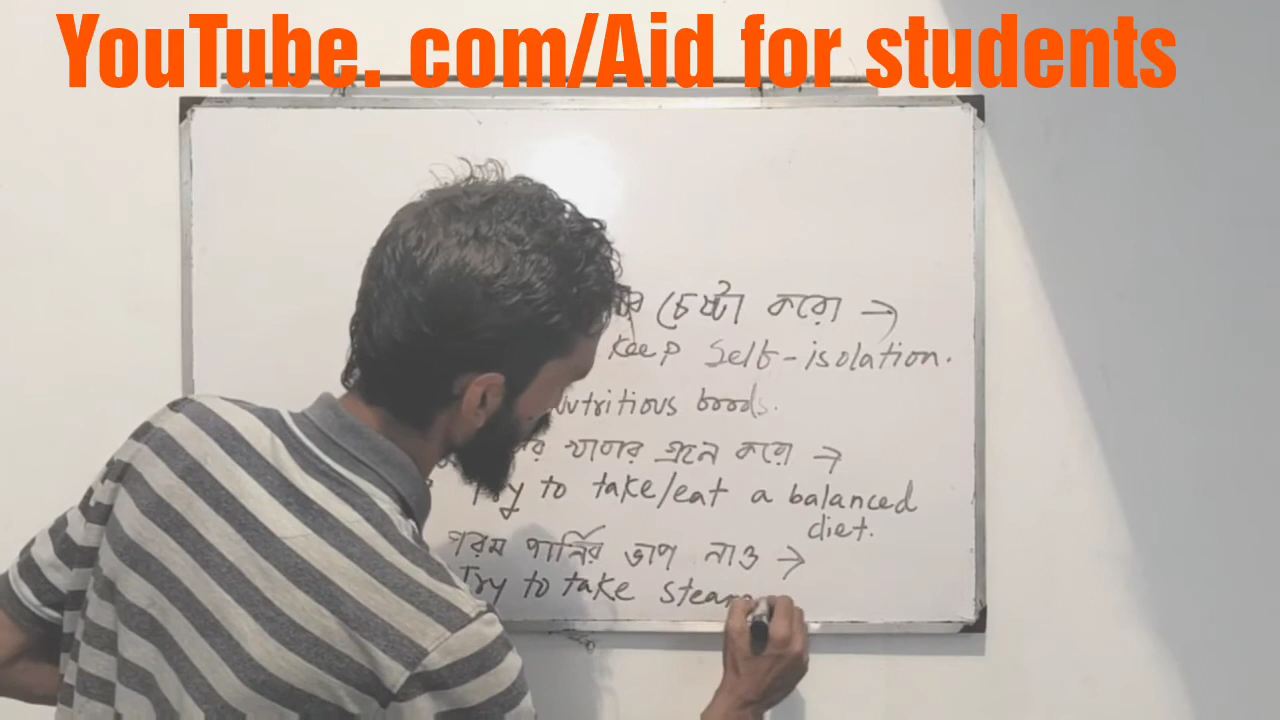 YouTube. com/Aid for students
চেষ্টা করো →
Keep Self-isolation.
Nutritious foods.
খাবার গ্রহন করো →
Try to take/eat a balanced
diet.
গরম পানির ভাপ নাও →
Try to take steam